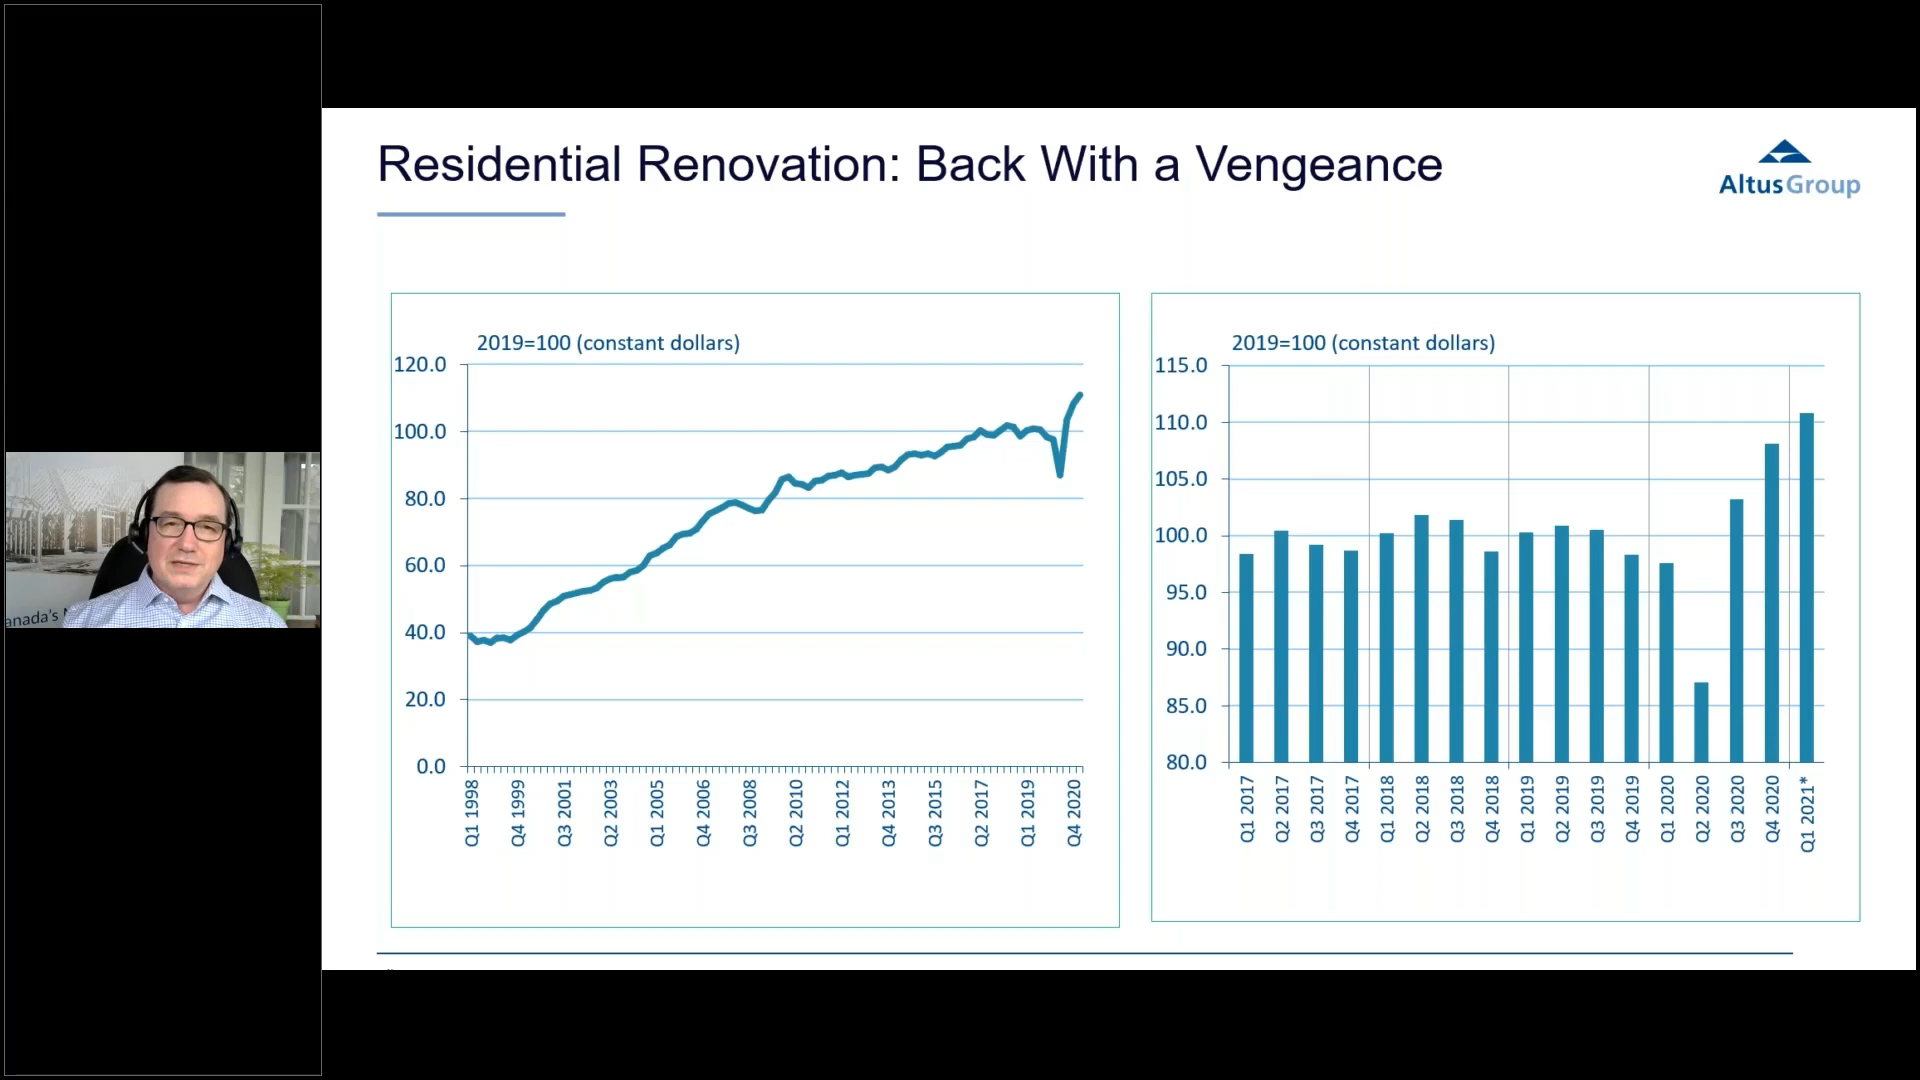 Residential Renovation: Back With a Vengeance
AltusGroup
2019=100 (constant dollars)
120.0
100.0
80.0
60.0
40.0
20.0
0.0
Q1 1998
Q4 1999
Q3 2001
Q2 2003
Q1 2005
Q4 2006
Q3 2008
Q2 2010
Q1 2012
Q4 2013
Q3 2015
Q2 2017
Q1 2019
Q4 2020
2019=100 (constant dollars)
115.0
110.0
105.0
100.0
95.0
90.0
85.0
80.0
Q1 2017
Q2 2017
Q3 2017
Q4 2017
Q1 2018
Q2 2018
Q3 2018
Q4 2018
Q1 2019
Q2 2019
Q3 2019
Q4 2019
Q1 2020
Q2 2020
Q3 2020
Q4 2020
Q1 2021*
anada's